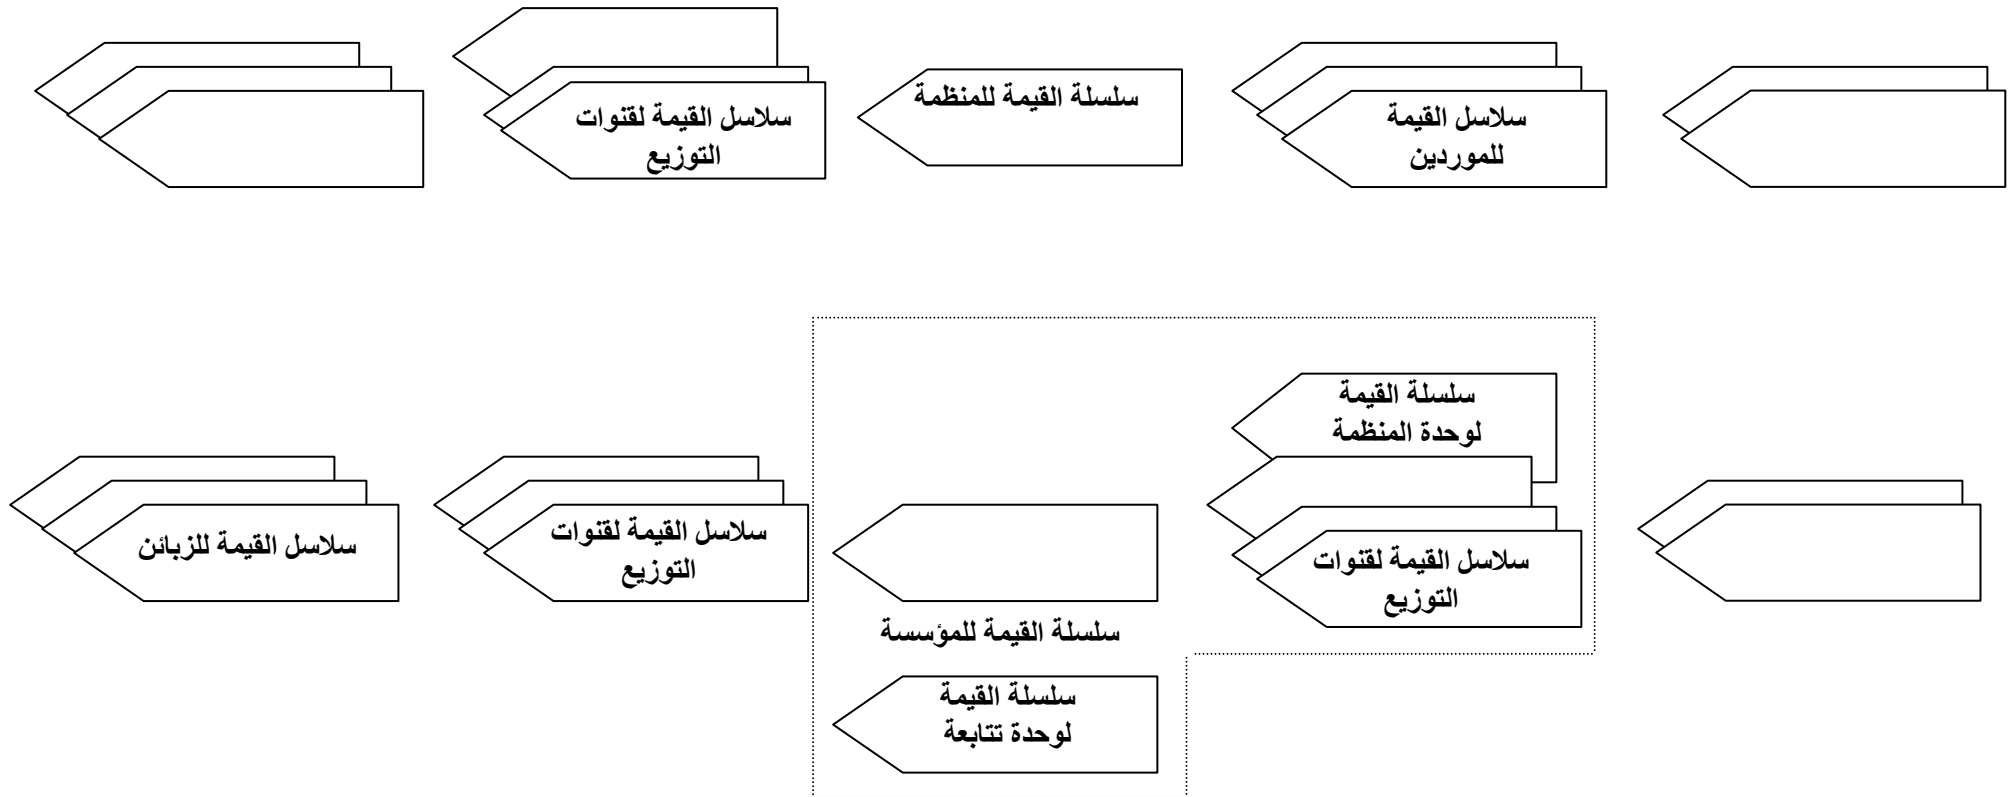 سلاسل القيمة
للموردين
سلسلة القيمة للمنظمة
سلاسل القيمة لقنوات
التوزيع
سلسلة القيمة
لوحدة المنظمة
سلاسل القيمة لقنوات
التوزيع
سلاسل القيمة لقنوات
التوزيع
سلاسل القيمة للزبائن
سلسلة القيمة للمؤسسة
سلسلة القيمة
لوحدة تتابعة